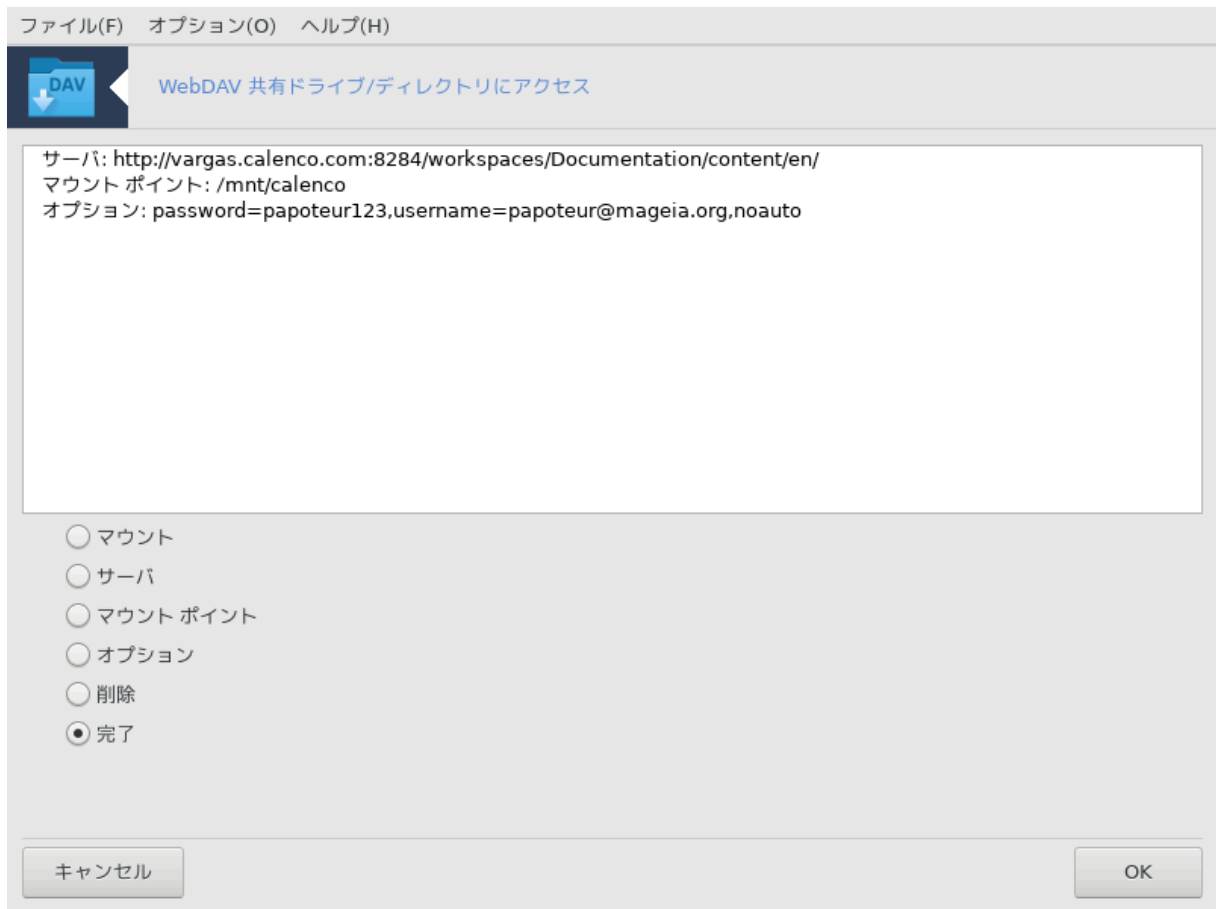 ファイル(F) オプション(O) ヘルプ(H)
DAV
WebDAV 共有ドライブ/ディレクトリにアクセス
サーバ: http://vargas.calenco.com:8284/workspaces/Documentation/content/en/
マウント ポイント: /mnt/calenco
オプション: password=papoteur123,username=papoteur@mageia.org,noauto
マウント
サーバ
マウント ポイント
オプション
削除
完了
キャンセル OK